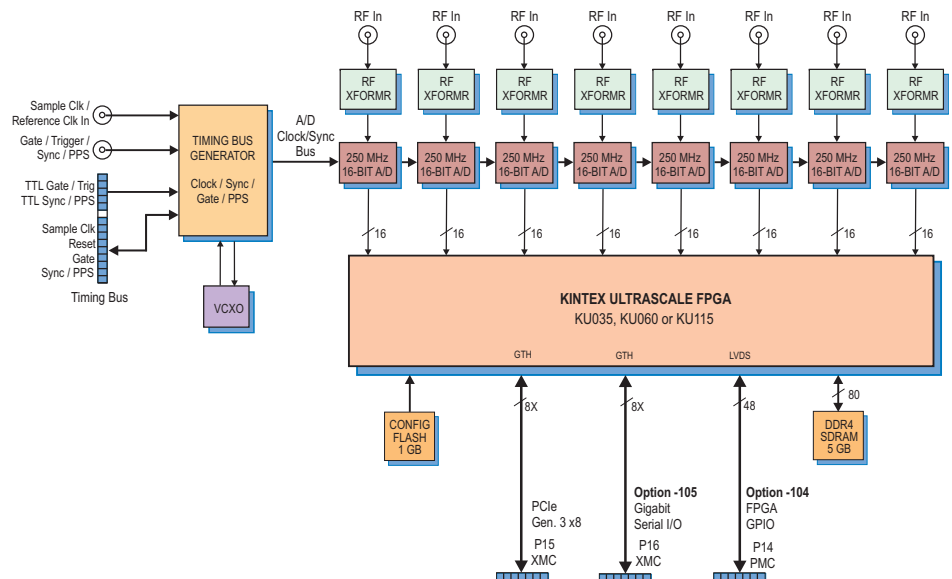 RF In RF In RF In RF In RF In RF In RF In RF In
RF XFORMR
RF XFORMR
RF XFORMR
RF XFORMR
RF XFORMR
RF XFORMR
RF XFORMR
RF XFORMR
Sample Clk /
Reference Clk In
Gate / Trigger /
Sync / PPS
TTL Gate / Trig
TTL Sync / PPS
Sample Clk
Reset
Gate
Sync / PPS
Timing Bus
TIMING BUS
GENERATOR
Clock / Sync /
Gate / PPS
VCXO
A/D
Clock/Sync
Bus
250 MHz
16-BIT A/D
250 MHz
16-BIT A/D
250 MHz
16-BIT A/D
250 MHz
16-BIT A/D
250 MHz
16-BIT A/D
250 MHz
16-BIT A/D
250 MHz
16-BIT A/D
250 MHz
16-BIT A/D
16 16 16 16 16 16 16 16
KINTEX ULTRASCALE FPGA
KU035, KU060 or KU115
GTH GTH LVDS
8X 8X 48 80
CONFIG
FLASH
1 GB
DDR4
SDRAM
5 GB
PCIe
Gen. 3 x8
P15
XMC
Option -105
Gigabit
Serial I/O
P16
XMC
Option -104
FPGA
GPIO
P14
PMC